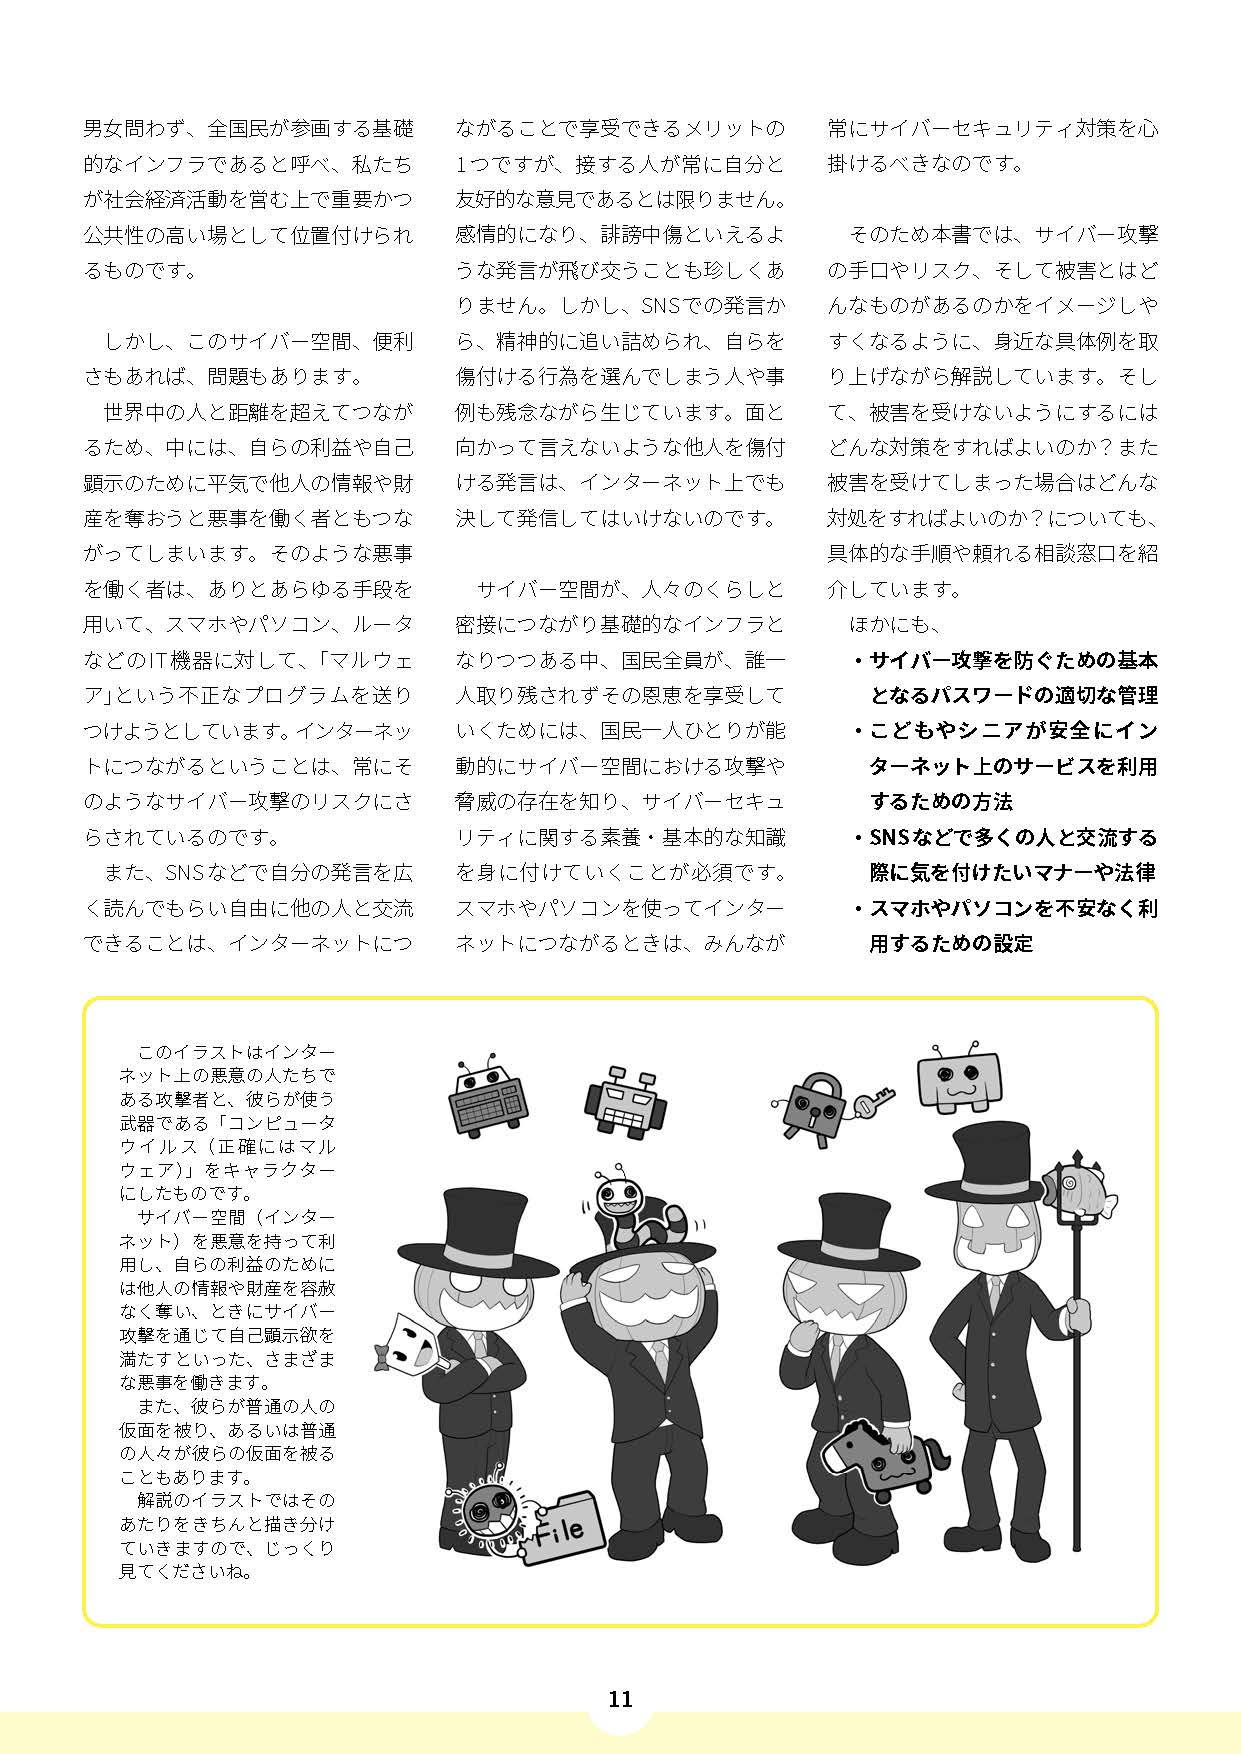 男女問わず、全国民が参画する基礎
的なインフラであると呼べ、私たち
が社会経済活動を営む上で重要かつ
公共性の高い場として位置付けられ
るものです。
しかし、このサイバー空間、便利
さもあれば、問題もあります。
世界中の人と距離を超えてつなが
るため、中には、自らの利益や自己
顕示のために平気で他人の情報や財
産を奪おうと悪事を働く者ともつな
がってしまいます。そのような悪事
を働く者は、ありとあらゆる手段を
用いて、スマホやパソコン、ルータ
などのIT機器に対して、「マルウェ
ア」という不正なプログラムを送り
つけようとしています。インターネッ
トにつながるということは、常にそ
のようなサイバー攻撃のリスクにさ
らされているのです。
また、SNSなどで自分の発言を広
く読んでもらい自由に他の人と交流
できることは、インターネットにつ
ながることで享受できるメリットの
1つですが、接する人が常に自分と
友好的な意見であるとは限りません。
感情的になり、誹謗中傷といえるよ
うな発言が飛び交うことも珍しくあ
りません。しかし、SNSでの発言か
ら、精神的に追い詰められ、自らを
傷付ける行為を選んでしまう人や事
例も残念ながら生じています。面と
向かって言えないような他人を傷付
ける発言は、インターネット上でも
決して発信してはいけないのです。
サイバー空間が、人々のくらしと
密接につながり基礎的なインフラと
なりつつある中、国民全員が、誰一
人取り残されずその恩恵を享受して
いくためには、国民一人ひとりが能
動的にサイバー空間における攻撃や
脅威の存在を知り、サイバーセキュ
リティに関する素養・基本的な知識
を身に付けていくことが必須です。
スマホやパソコンを使ってインター
ネットにつながるときは、みんなが
常にサイバーセキュリティ対策を心
掛けるべきなのです。
そのため本書では、サイバー攻撃
の手口やリスク、そして被害とはど
んなものがあるのかをイメージしや
すくなるように、身近な具体例を取
り上げながら解説しています。そし
て、被害を受けないようにするには
どんな対策をすればよいのか？また
被害を受けてしまった場合はどんな
対処をすればよいのか？についても、
具体的な手順や頼れる相談窓口を紹
介しています。
ほかにも、
・サイバー攻撃を防ぐための基本
となるパスワードの適切な管理
・こどもやシニアが安全にイン
ターネット上のサービスを利用
するための方法
・SNSなどで多くの人と交流する
際に気を付けたいマナーや法律
・スマホやパソコンを不安なく利
用するための設定
このイラストはインター
ネット上の悪意の人たちで
ある攻撃者と、彼らが使う
武器である「コンピュータ
ウイルス（正確にはマル
ウェア）」をキャラクター
にしたものです。
サイバー空間（インター
ネット）を悪意を持って利
用し、自らの利益のために
は他人の情報や財産を容赦
なく奪い、ときにサイバー
攻撃を通じて自己顕示欲を
満たすといった、さまざま
な悪事を働きます。
また、彼らが普通の人の
仮面を被り、あるいは普通
の人々が彼らの仮面を被る
こともあります。
解説のイラストではその
あたりをきちんと描き分け
ていきますので、じっくり
見てくださいね。
File
11